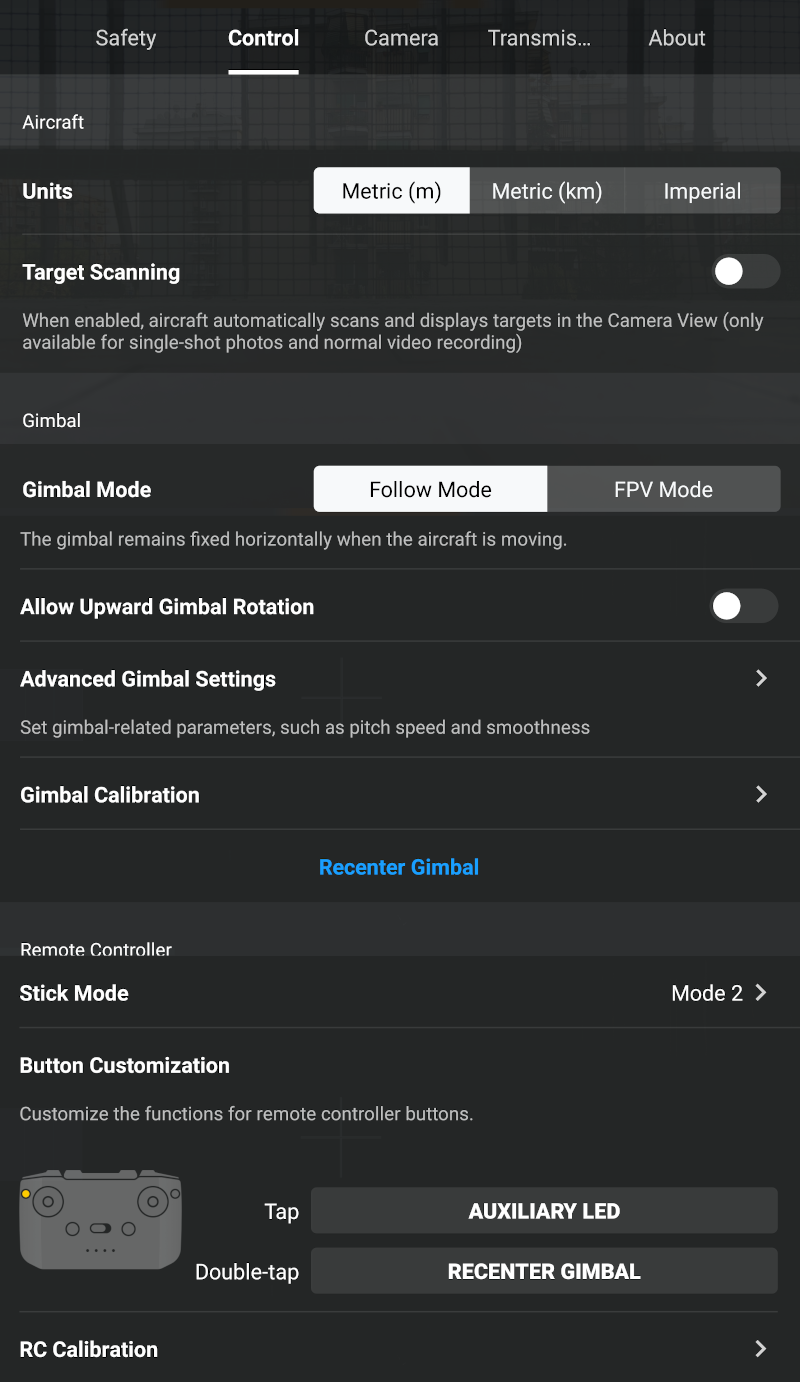 Safety Control Camera Transmis... About
Aircraft
Units Metric (m) Metric (km) Imperial
Target Scanning
When enabled, aircraft automatically scans and displays targets in the Camera View (only
available for single-shot photos and normal video recording)
Gimbal
Gimbal Mode Follow Mode FPV Mode
The gimbal remains fixed horizontally when the aircraft is moving.
Allow Upward Gimbal Rotation
Advanced Gimbal Settings
Set gimbal-related parameters, such as pitch speed and smoothness
Gimbal Calibration
Recenter Gimbal
Remote Controller
Stick Mode Mode 2
Button Customization
Customize the functions for remote controller buttons.
Tap AUXILIARY LED
Double-tap RECENTER GIMBAL
RC Calibration